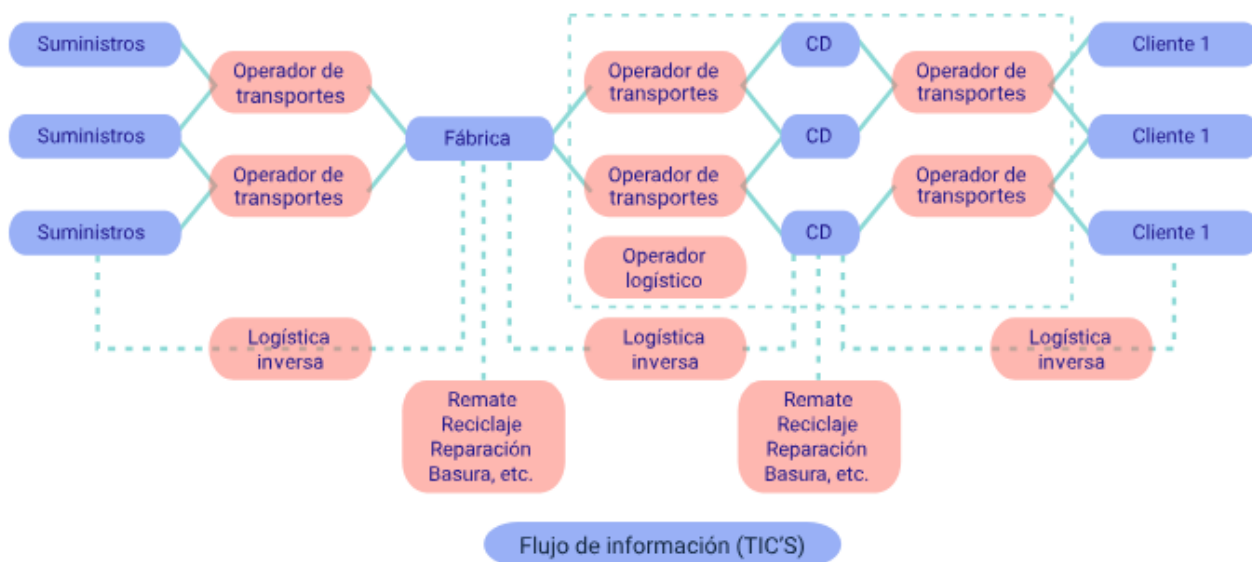 Suministros
Operador de
transportes
Suministros
Operador de
transportes
Suministros
Fábrica
Operador de
transportes
Operador de
transportes
Operador
logístico
CD
CD
CD
Operador de
transportes
Operador de
transportes
Cliente 1
Cliente 1
Cliente 1
Logística
inversa
Logística
inversa
Logística
inversa
Remate
Reciclaje
Reparación
Basura, etc.
Remate
Reciclaje
Reparación
Basura, etc.
Flujo de información (TIC'S)